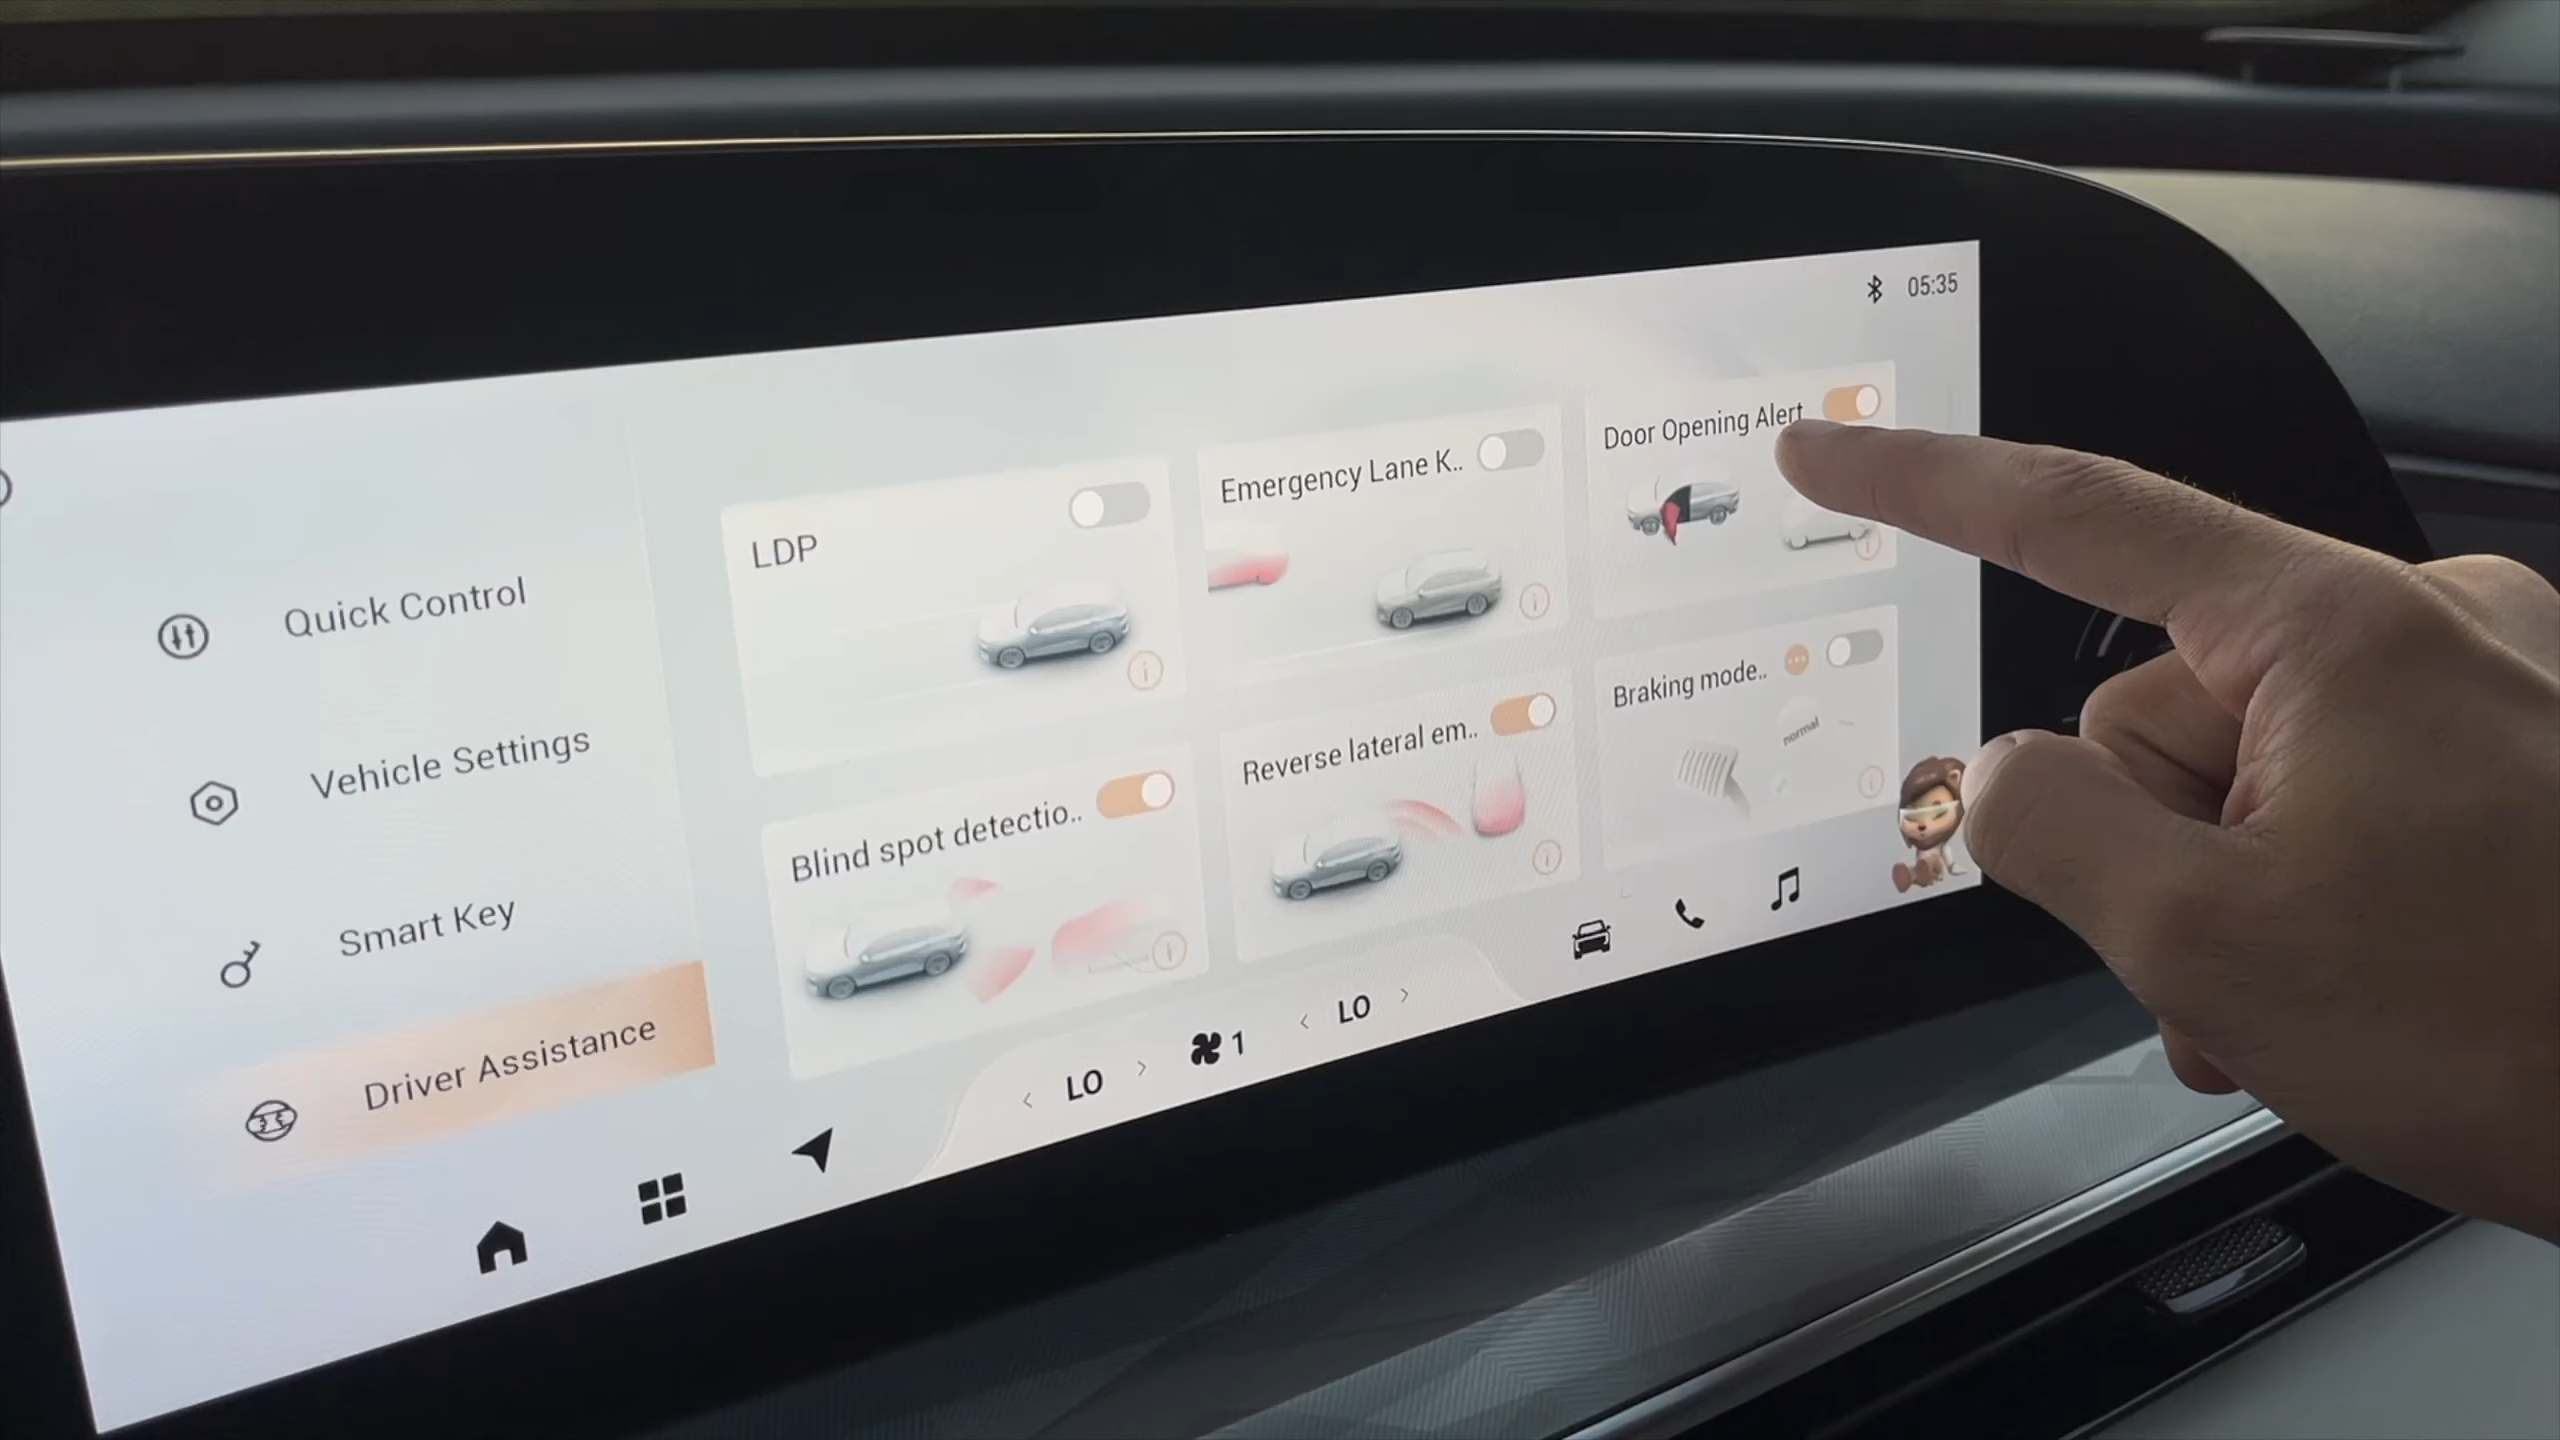 05:35
Quick Control
Vehicle Settings
Smart Key
Driver Assistance
LDP
Emergency Lane K..
Door Opening Alert
Blind spot detectio..
Reverse lateral em..
Braking mode..
normal
< LO >
1
< LO >